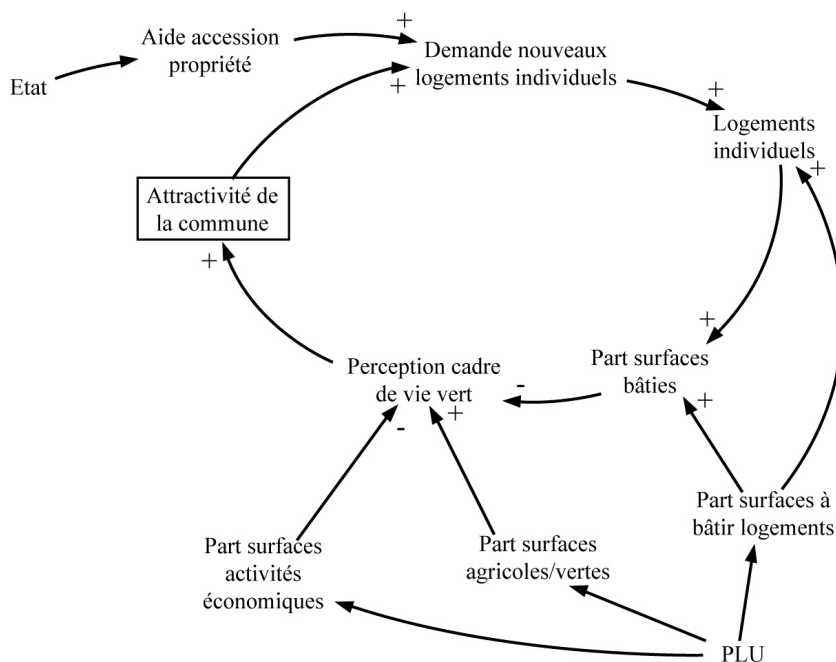 Aide accession
propriété
+
Demande nouveaux
logements individuels
+
Etat
+
Logements
individuels
+
Attractivité de
la commune
+
+
Perception cadre
de vie vert
-
Part surfaces
bâties
+
+
-
Part surfaces à
bâtir logements
Part surfaces
activités
économiques
Part surfaces
agricoles/vertes
PLU